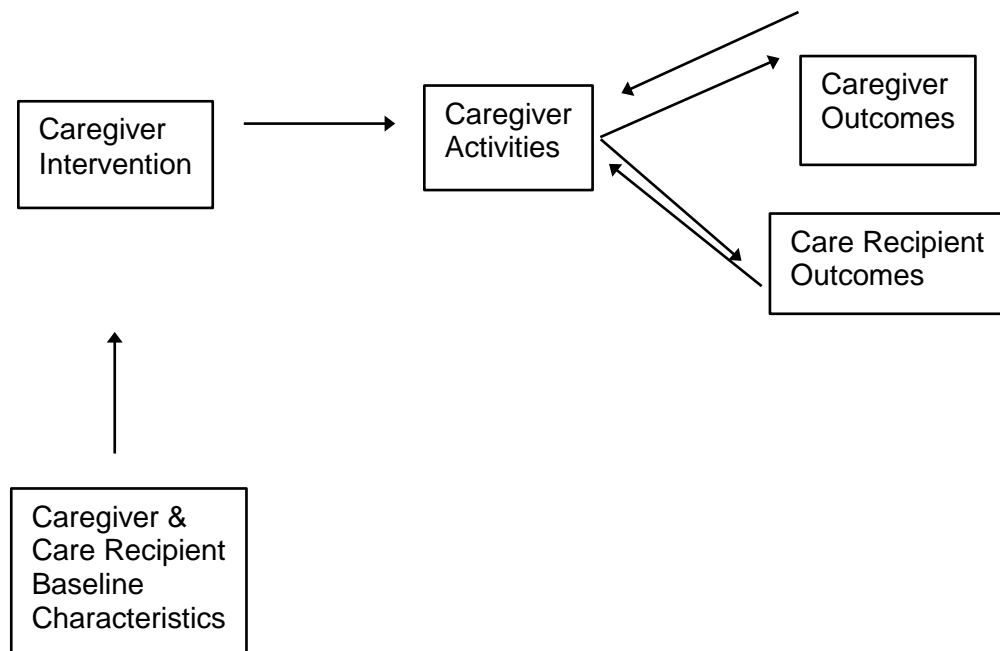 Caregiver
Intervention
Caregiver
Activities
Caregiver
Outcomes
Care Recipient
Outcomes
Caregiver &
Care Recipient
Baseline
Characteristics